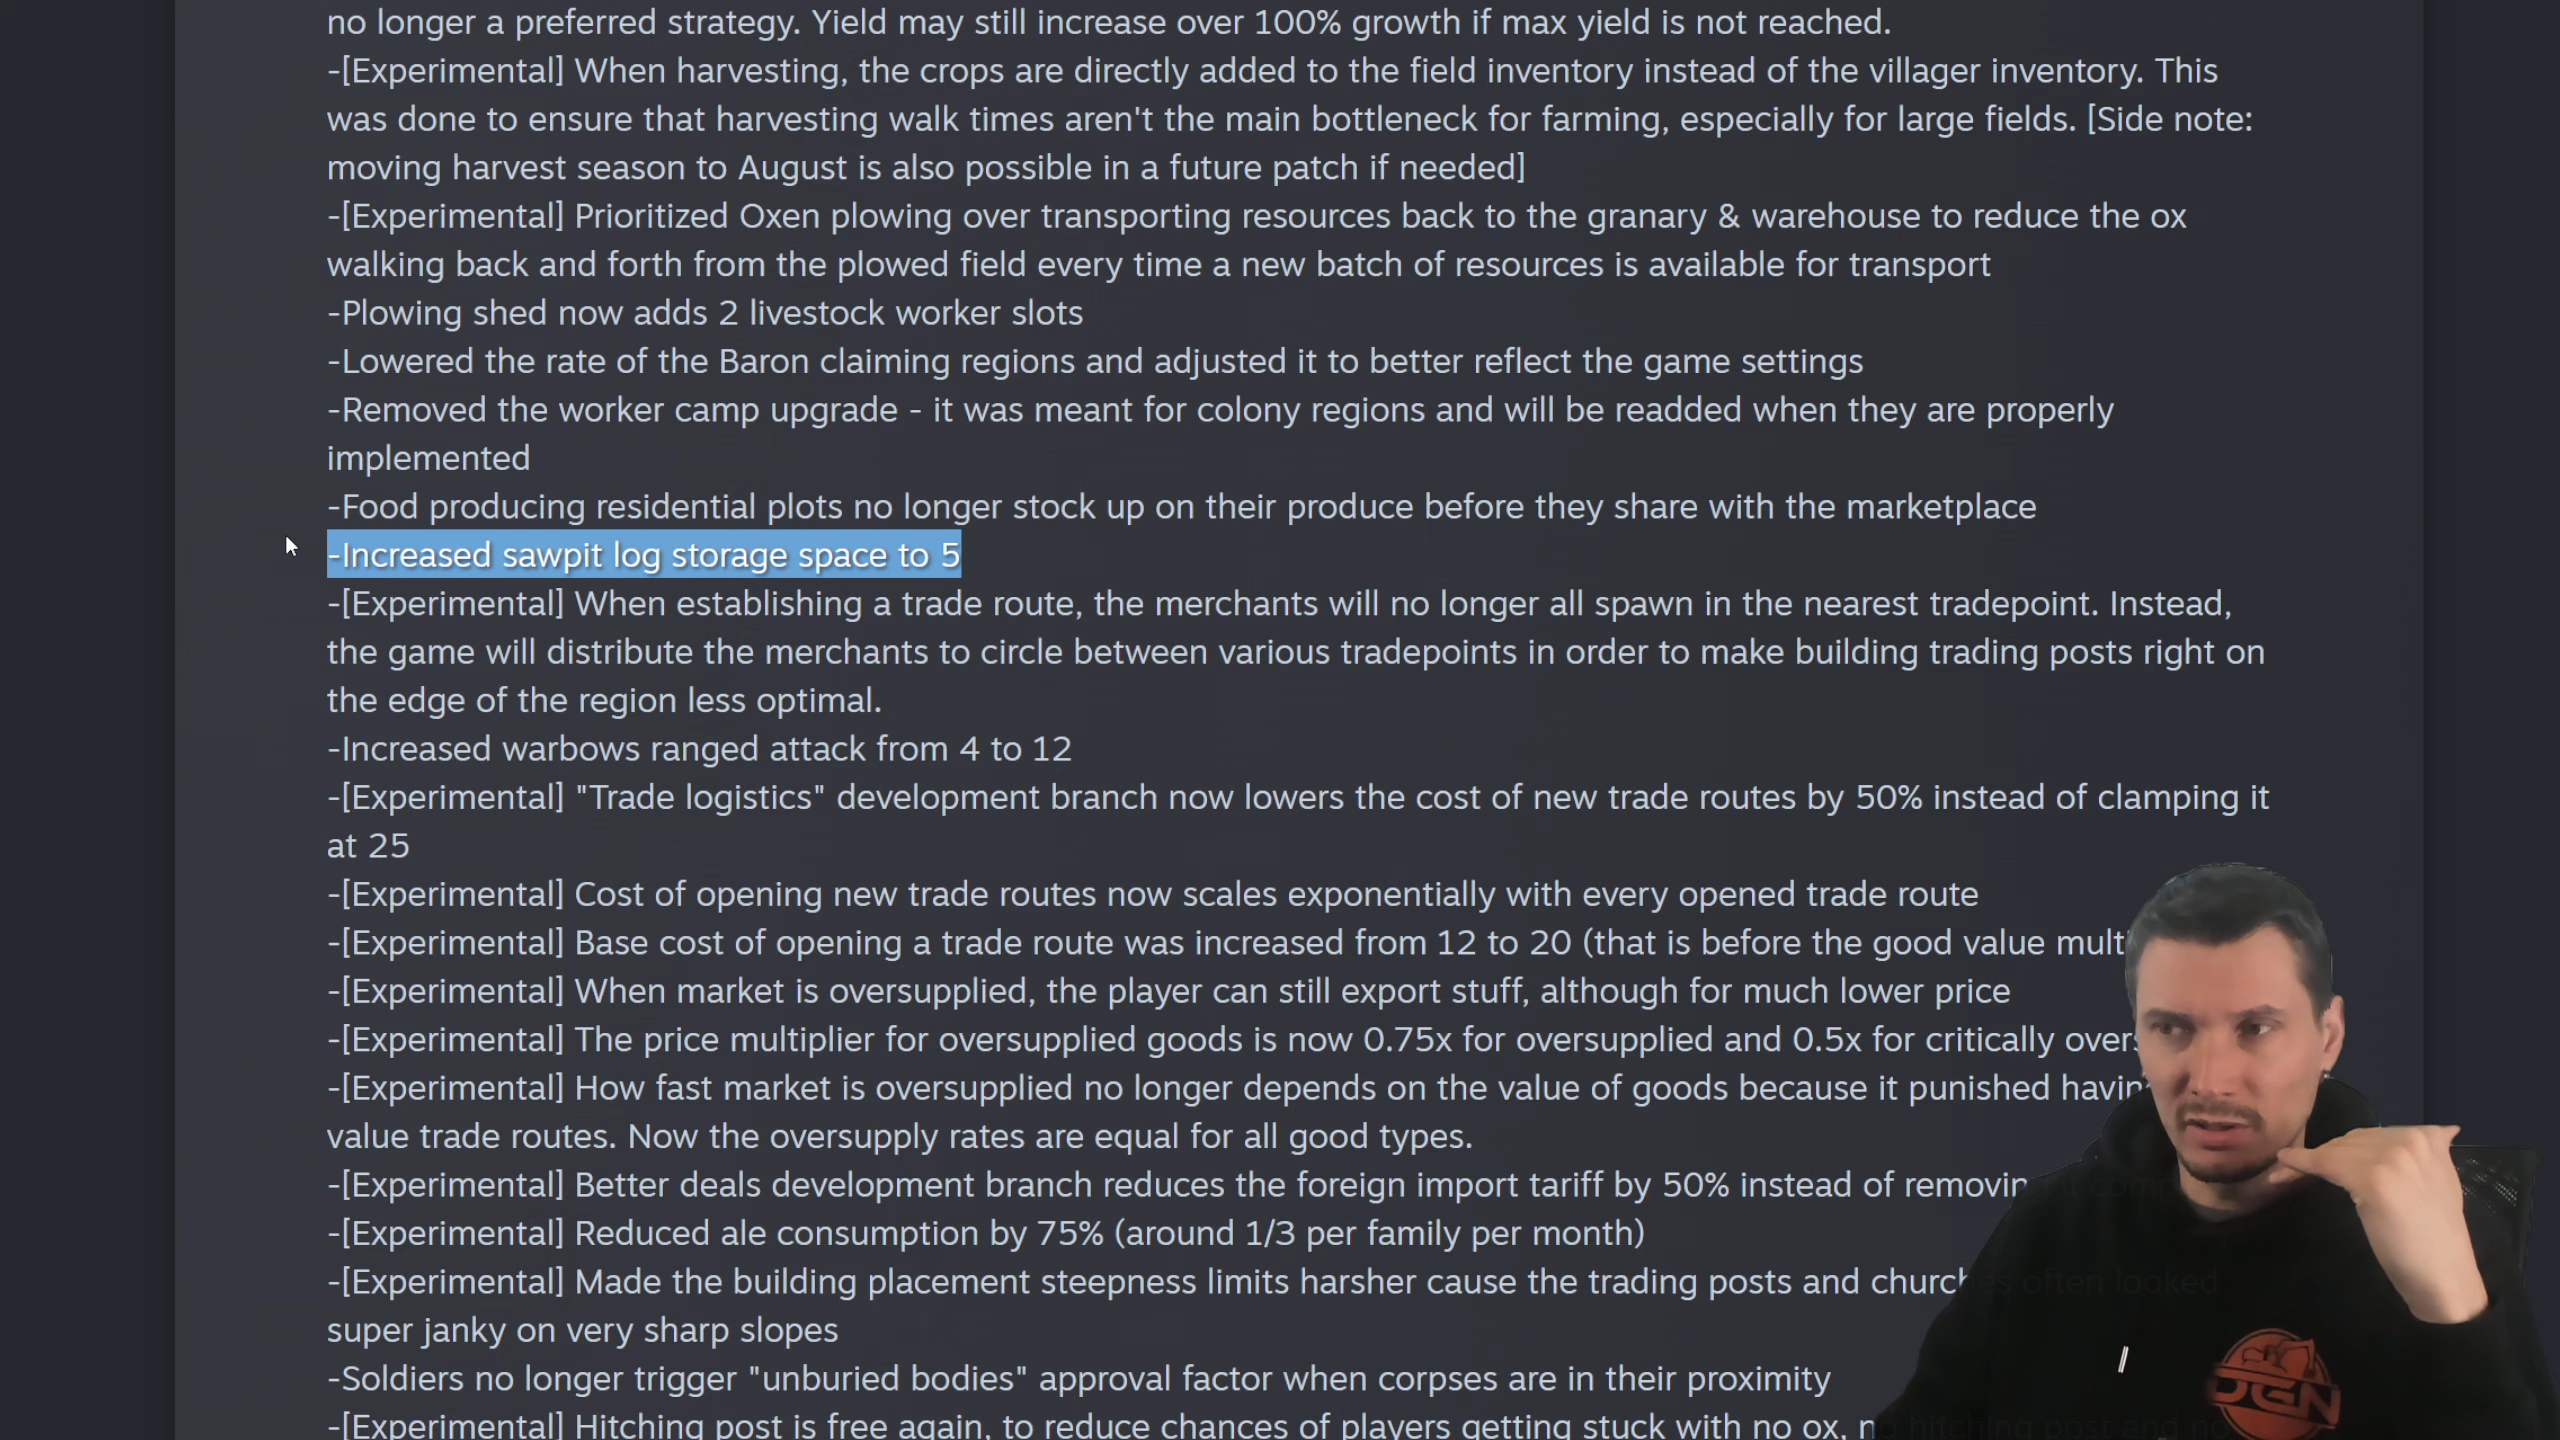 no longer a preferred strategy. Yield may still increase over 100% growth if max yield is not reached.
-[Experimental] When harvesting, the crops are directly added to the field inventory instead of the villager inventory. This
was done to ensure that harvesting walk times aren't the main bottleneck for farming, especially for large fields. [Side note:
moving harvest season to August is also possible in a future patch if needed]
-[Experimental] Prioritized Oxen plowing over transporting resources back to the granary & warehouse to reduce the ox
walking back and forth from the plowed field every time a new batch of resources is available for transport
-Plowing shed now adds 2 livestock worker slots
-Lowered the rate of the Baron claiming regions and adjusted it to better reflect the game settings
-Removed the worker camp upgrade - it was meant for colony regions and will be readded when they are properly
implemented
-Food producing residential plots no longer stock up on their produce before they share with the marketplace
-Increased sawpit log storage space to 5
-[Experimental] When establishing a trade route, the merchants will no longer all spawn in the nearest tradepoint. Instead,
the game will distribute the merchants to circle between various tradepoints in order to make building trading posts right on
the edge of the region less optimal.
-Increased warbows ranged attack from 4 to 12
-[Experimental] "Trade logistics" development branch now lowers the cost of new trade routes by 50% instead of clamping it
at 25
-[Experimental] Cost of opening new trade routes now scales exponentially with every opened trade route
-[Experimental] Base cost of opening a trade route was increased from 12 to 20 (that is before the good value
-[Experimental] When market is oversupplied, the player can still export stuff, although for much lower price
-[Experimental] The price multiplier for oversupplied goods is now 0.75x for oversupplied and 0.5x for critically
-[Experimental] How fast market is oversupplied no longer depends on the value of goods because it punished
value trade routes. Now the oversupply rates are equal for all good types.
-[Experimental] Better deals development branch reduces the foreign import tariff by 50% instead of removing it
-[Experimental] Reduced ale consumption by 75% (around 1/3 per family per month)
-[Experimental] Made the building placement steepness limits harsher cause the trading posts and churches often looked
super janky on very sharp slopes
-Soldiers no longer trigger "unburied bodies" approval factor when corpses are in their proximity
-[Experimental] Hitching post is free again, to reduce chances of players getting stuck with no ox, no hitching post and no